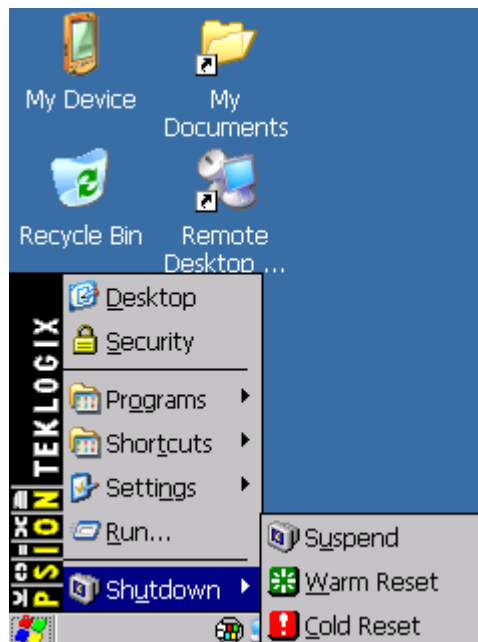 My Device
My
Documents
Recycle Bin
Remote
Desktop ...
Desktop
Security
Programs
Shortcuts
Settings
Run...
Shutdown
Suspend
Warm Reset
Cold Reset
PSION TEKLOGIX